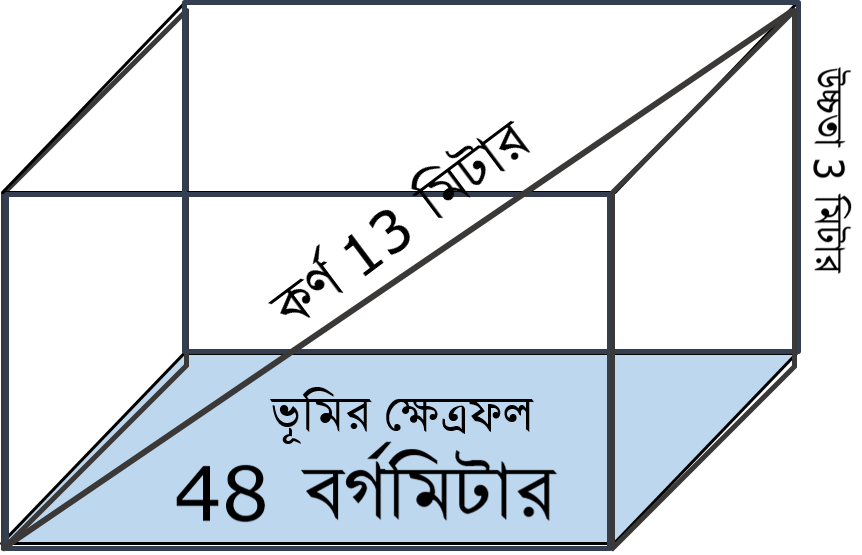 কর্ণ 13 মিটার
উচ্চতা 3 মিটার
ভূমির ক্ষেত্রফল
48 বর্গমিটার